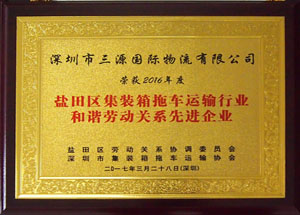 深圳市三源国际物流有限公司
荣获2016年度
盐田区集装箱拖车运输行业
和谐劳动关系先进企业
盐田区劳动关系协调委员会
深圳市集装箱拖车运输协会
二〇一七年三月二十八日(深圳)